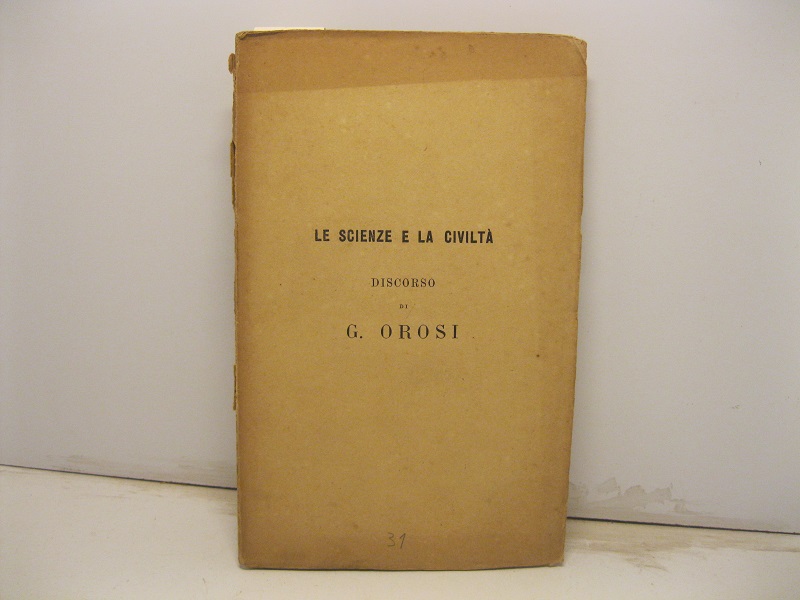 LE SCIENZE E LA CIVILTÀ
DISCORSO
DI
G. OROSI
31